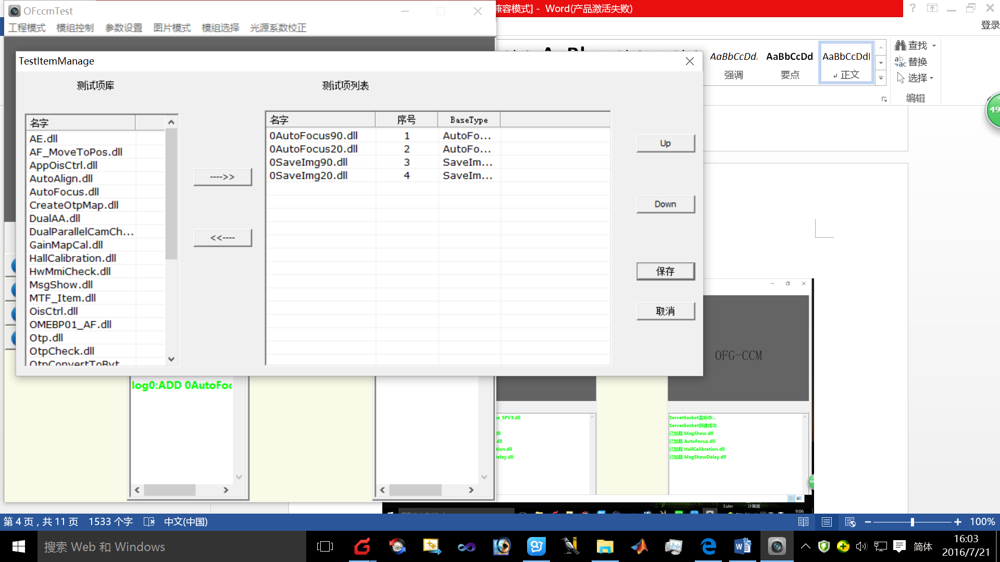 OFccmTest
兼容模式] - Word(产品激活失败)
登录
工程模式 模组控制 参数设置 图片模式 模组选择 光源系数校正
AaBbCcDd AaBbCcDd AaBbCcDdI
强调 要点 ↲ 正文
查找
替换
选择
编辑
49
TestItemManage
测试项库
测试项列表
名字
AE.dll
AF_MoveToPos.dll
AppOisCtrl.dll
AutoAlign.dll
AutoFocus.dll
CreateOtpMap.dll
DualAA.dll
DualParallelCamCh...
GainMapCal.dll
HallCalibration.dll
HwMmiCheck.dll
MsgShow.dll
MTF_Item.dll
OisCtrl.dll
OMEBP01_AF.dll
Otp.dll
OtpCheck.dll
OtpConvertToByt
---->>
<<----
名字 序号 BaseType
0AutoFocus90.dll 1 AutoFo...
0AutoFocus20.dll 2 AutoFo...
0SaveImg90.dll 3 SaveIm...
0SaveImg20.dll 4 SaveIm...
Up
Down
保存
取消
OFG-CCM
log0:ADD 0AutoFoc
e_SPV3.dll
dll
dll
tion.dll
elay.dll
ServerSocket监听中...
ServerSocket创建成功
已加载 MsgShow.dll
已加载 AutoFocus.dll
已加载 HallCalibration.dll
已加载 MsgShowDelay.dll
Euler 计算器
9:06
第 4 页，共 11 页 1533 个字 中文(中国)
100%
搜索 Web 和 Windows
简体
16:03
2016/7/21